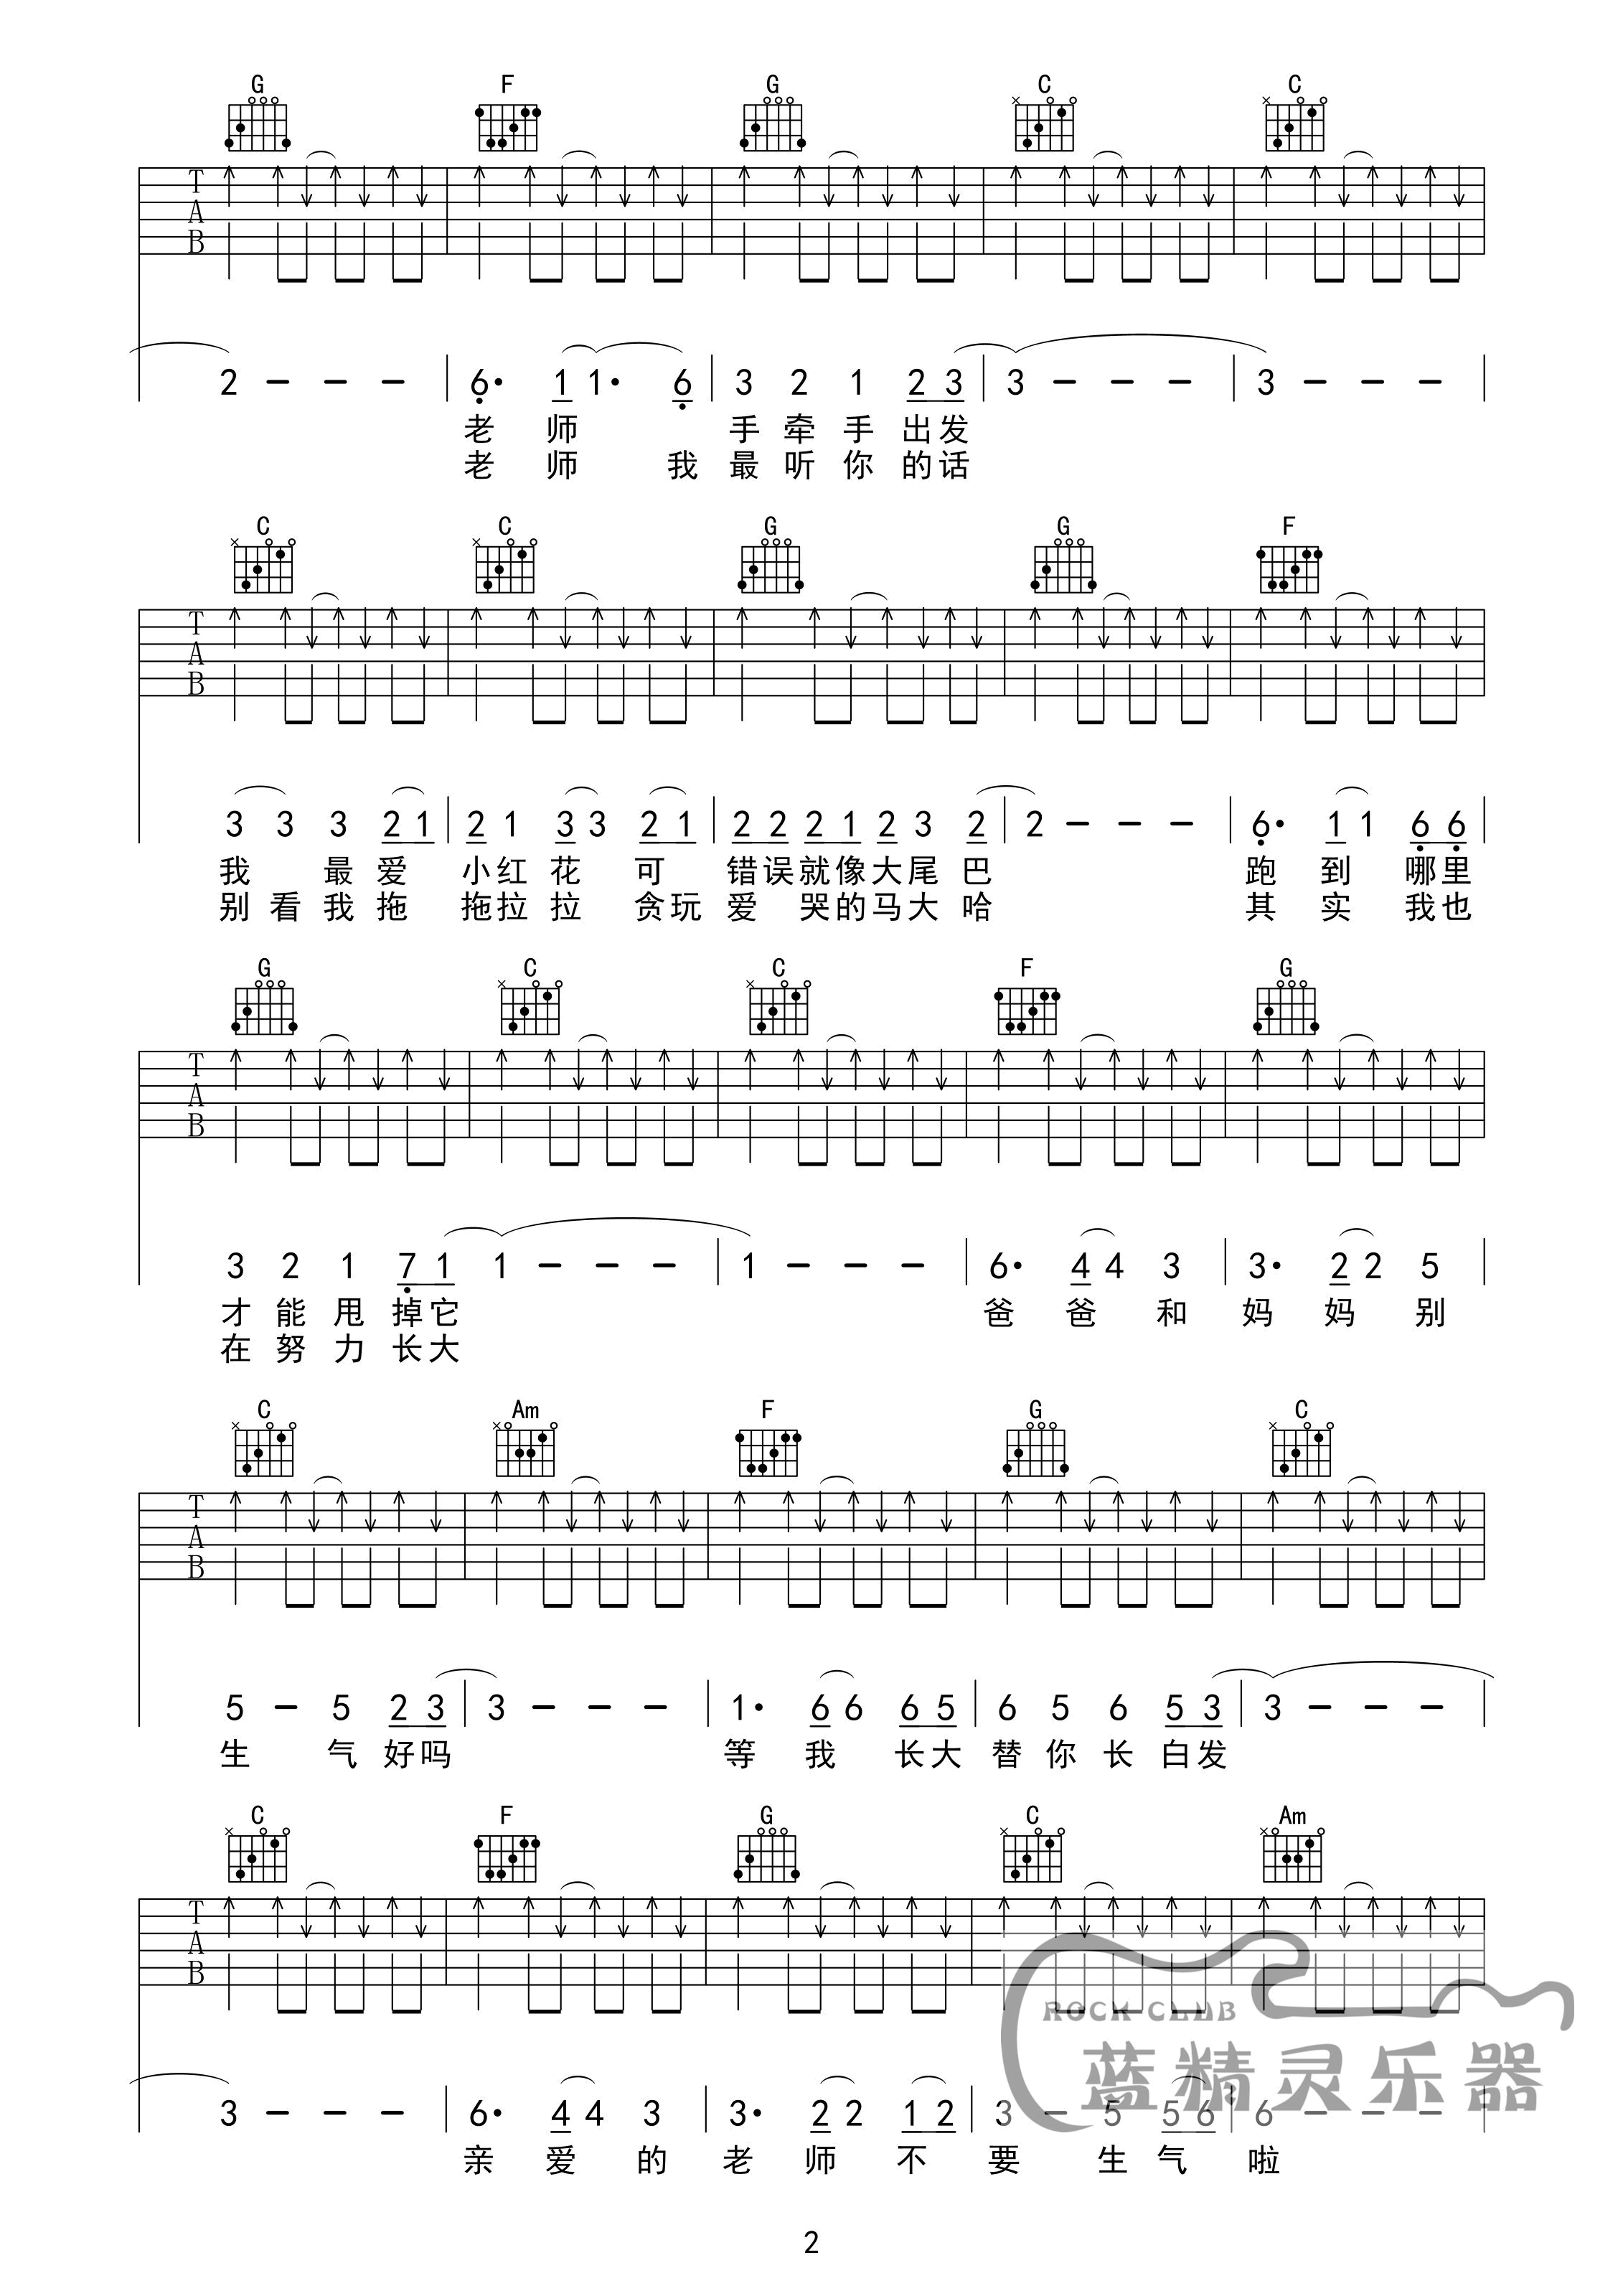 G F G C C
T
A
B
2 - - - 6· 1 1· 6 3 2 1 2 3 3 - - - 3 - - -
老 师 手 牵 手 出 发
老 师 我 最 听 你 的 话
C C G G F
T
A
B
3 3 3 2 1 2 1 3 3 2 1 2 2 2 1 2 3 2 2 - - - 6· 1 1 6 6
我 最 爱 小 红 花 可 错 误 就 像 大 尾 巴 跑 到 哪 里
别 看 我 拖 拖 拉 拉 贪 玩 爱 哭 的 马 大 哈 其 实 我 也
G C C F G
T
A
B
3 2 1 7 1 1 - - - 1 - - - 6· 4 4 3 3· 2 2 5
才 能 甩 掉 它 爸 爸 和 妈 妈 别
在 努 力 长 大
C Am F G C
T
A
B
5 - 5 2 3 3 - - - 1· 6 6 6 5 6 5 6 5 3 3 - - -
生 气 好 吗 等 我 长 大 替 你 长 白 发
C F G C Am
T
A
B
ROCK CLUB
蓝精灵乐器
3 - - - 6· 4 4 3 3· 2 2 1 2 3 - 5 5 6 6 - - -
亲 爱 的 老 师 不 要 生 气 啦
2